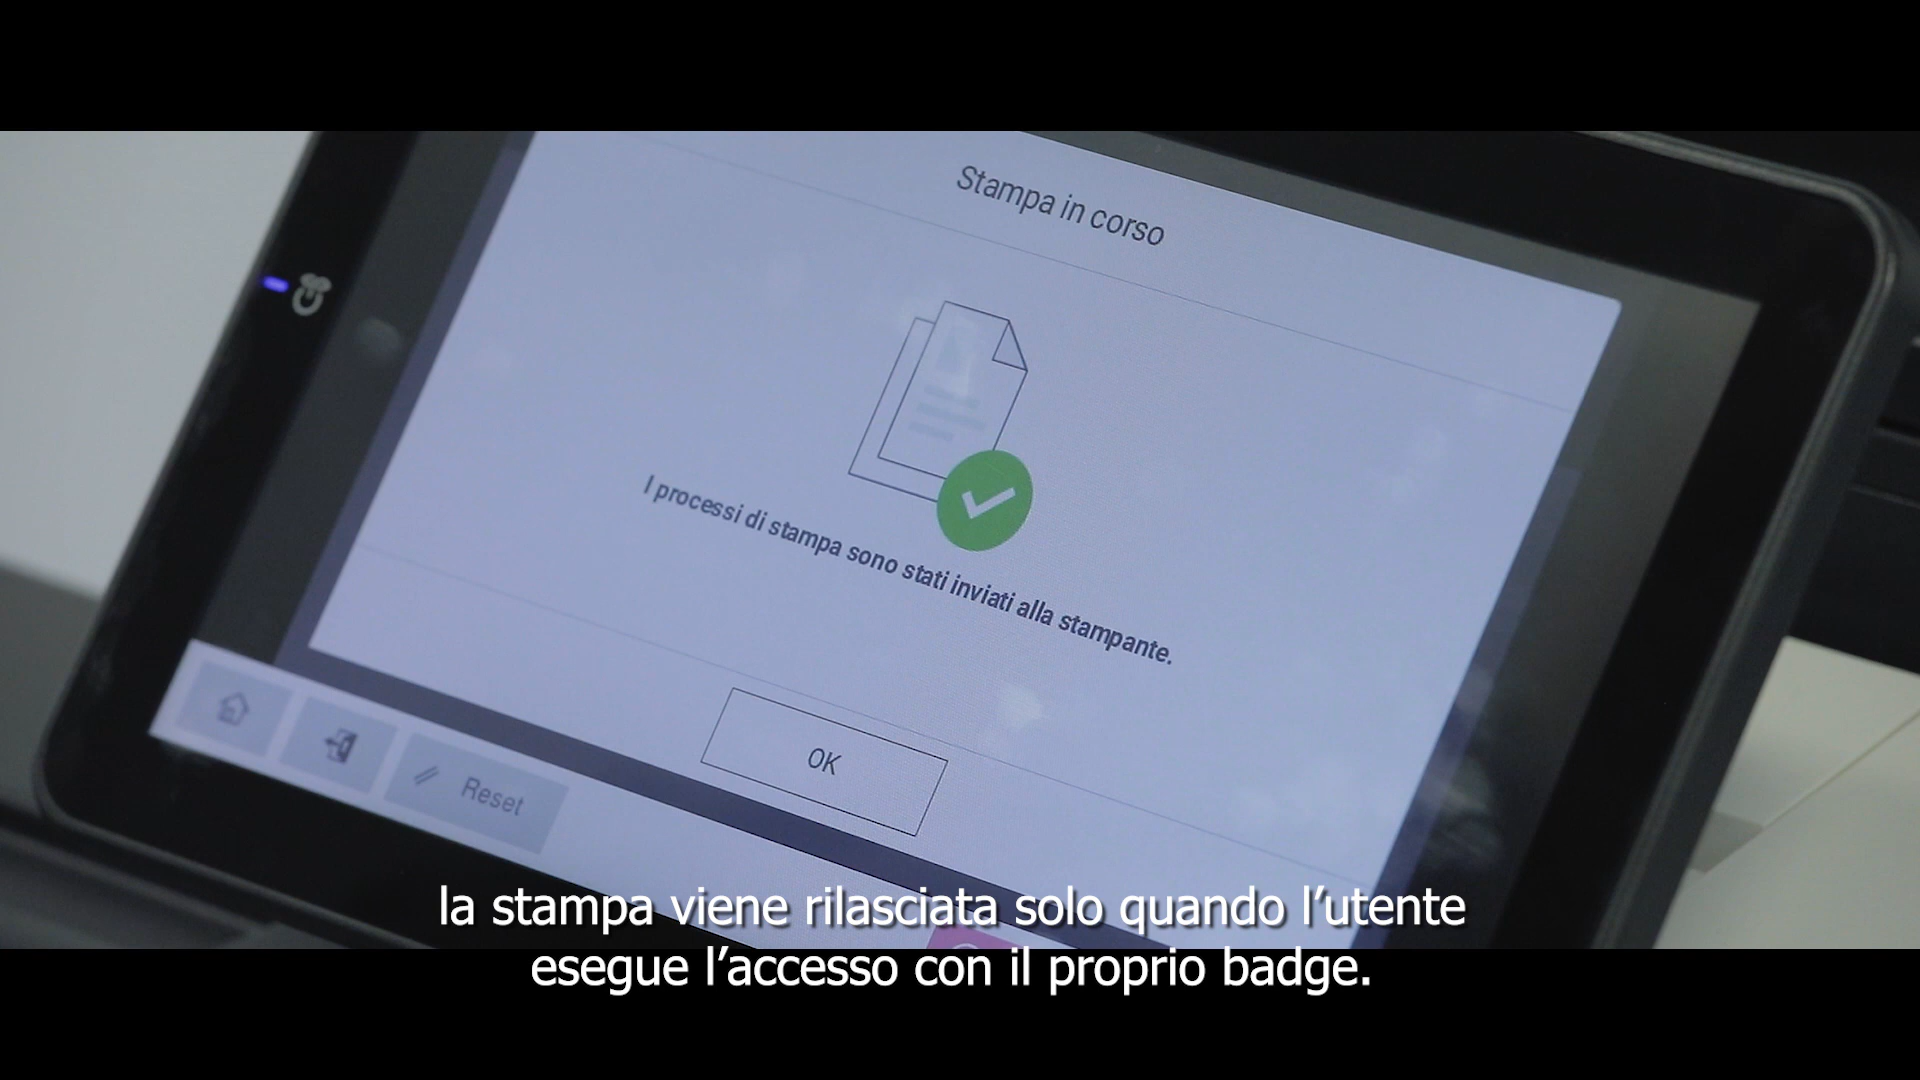 Stampa in corso
I processi di stampa sono stati inviati alla stampante.
OK
Reset
la stampa viene rilasciata solo quando l’utente
esegue l’accesso con il proprio badge.